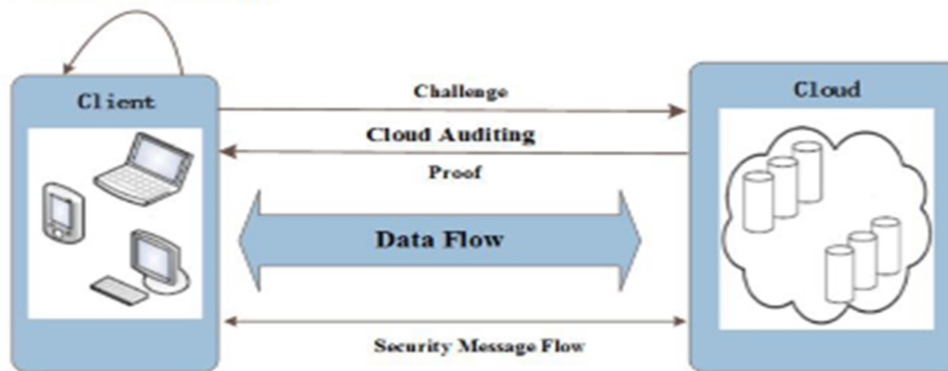 Client
Cloud
Challenge
Cloud Auditing
Proof
Data Flow
Security Message Flow